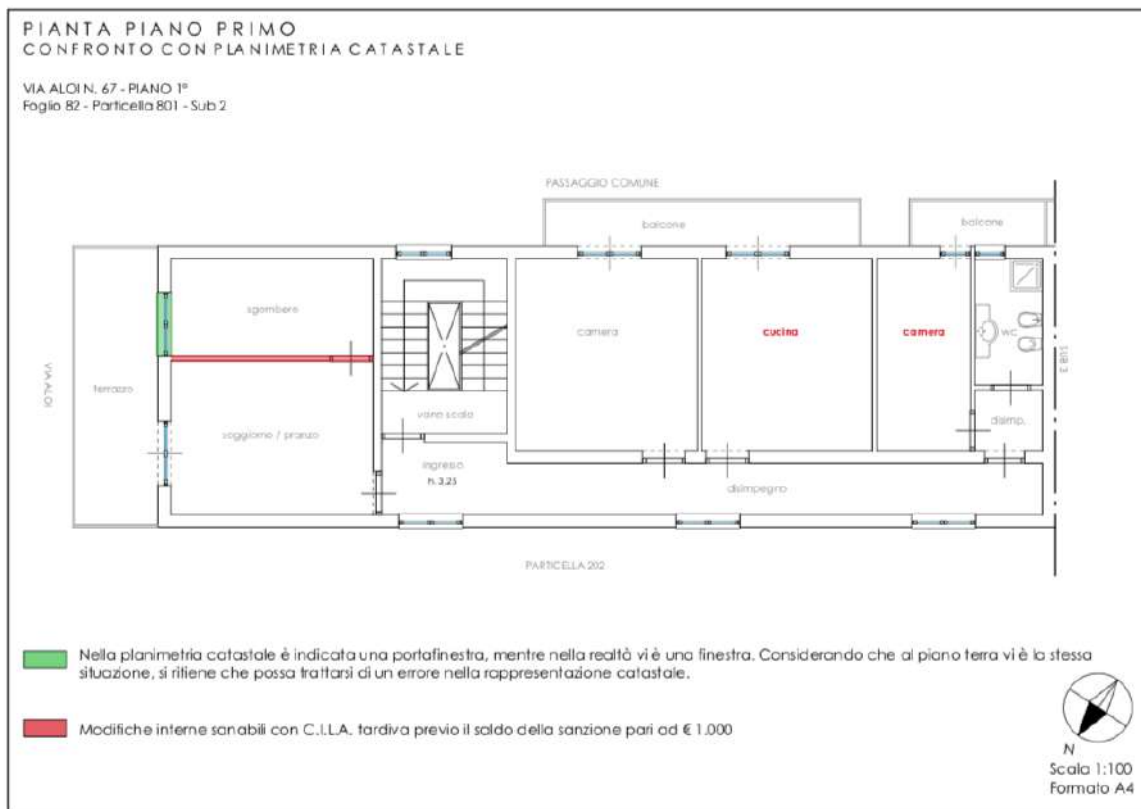 PIANTA PIANO PRIMO
CONFRONTO CON PLANIMETRIA CATASTALE
VIA ALOI N. 67 - PIANO 1°
Foglio 82 - Particella 801 - Sub 2
PASSAGGIO COMUNE
balcone
balcone
sgombero
camera
cucina
camera
wc
VIA ALOI
terrazzo
SUB 3
vano scala
disimp.
soggiorno / pranzo
ingresso
h. 3,25
disimpegno
PARTICELLA 202
Nella planimetria catastale è indicata una portafinestra, mentre nella realtà vi è una finestra. Considerando che al piano terra vi è la stessa
situazione, si ritiene che possa trattarsi di un errore nella rappresentazione catastale.
Modifiche interne sanabili con C.I.L.A. tardiva previo il saldo della sanzione pari ad € 1.000
N
Scala 1:100
Formato A4